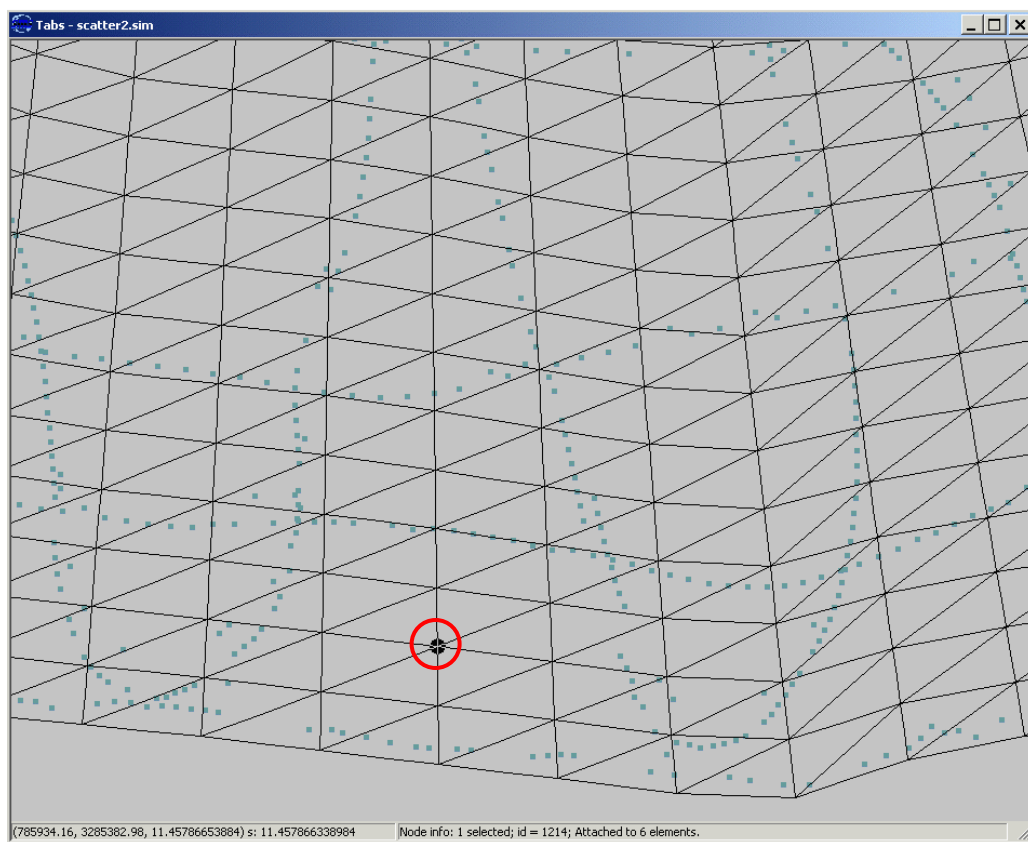 Tabs - scatter2.sim
(785934.16, 3285382.98, 11.45786653884) s: 11.457866338984
Node info: 1 selected; id = 1214; Attached to 6 elements.